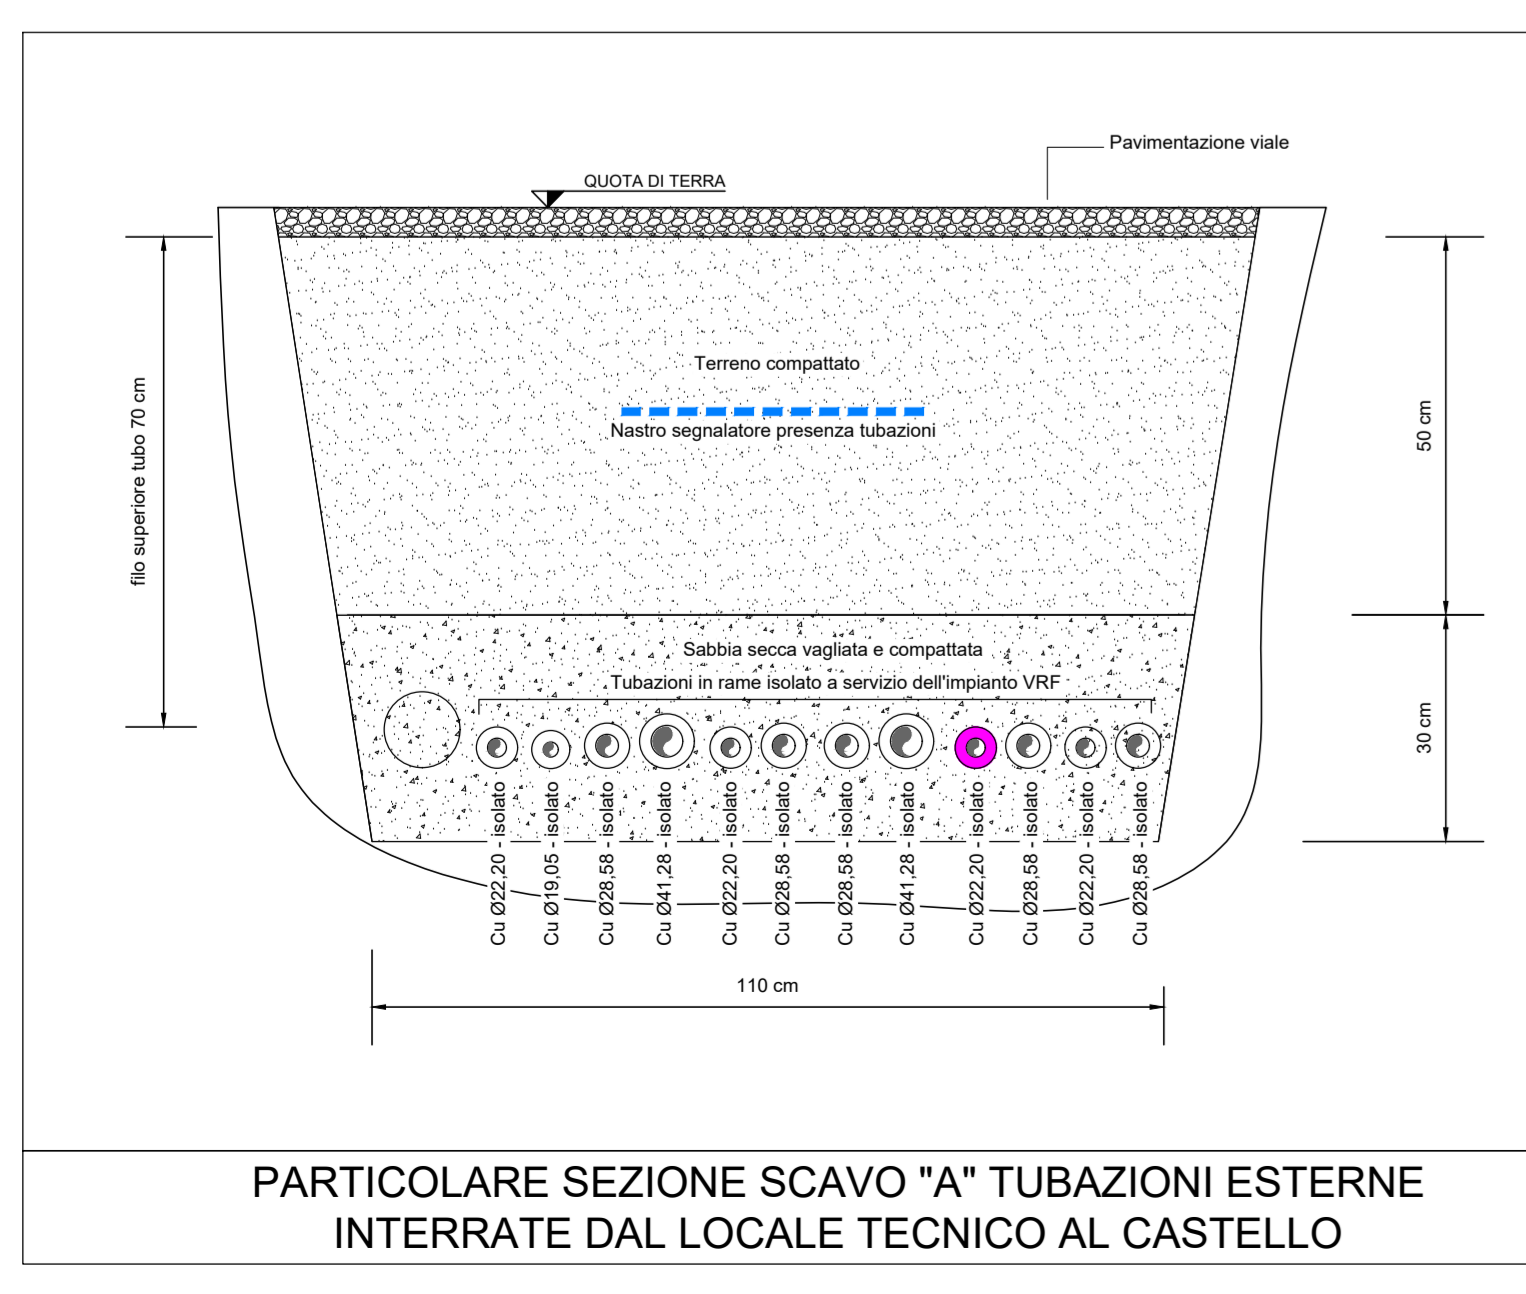 Pavimentazione viale
QUOTA DI TERRA
Terreno compattato
Nastro segnalatore presenza tubazioni
filo superiore tubo 70 cm
50 cm
Sabbia secca vagliata e compattata
Tubazioni in rame isolato a servizio dell'impianto VRF
30 cm
Cu Ø22,20 - isolato
Cu Ø19,05 - isolato
Cu Ø28,58 - isolato
Cu Ø41,28 - isolato
Cu Ø22,20 - isolato
Cu Ø28,58 - isolato
Cu Ø28,58 - isolato
Cu Ø41,28 - isolato
Cu Ø22,20 - isolato
Cu Ø28,58 - isolato
Cu Ø22,20 - isolato
Cu Ø28,58 - isolato
110 cm
PARTICOLARE SEZIONE SCAVO "A" TUBAZIONI ESTERNE
INTERRATE DAL LOCALE TECNICO AL CASTELLO